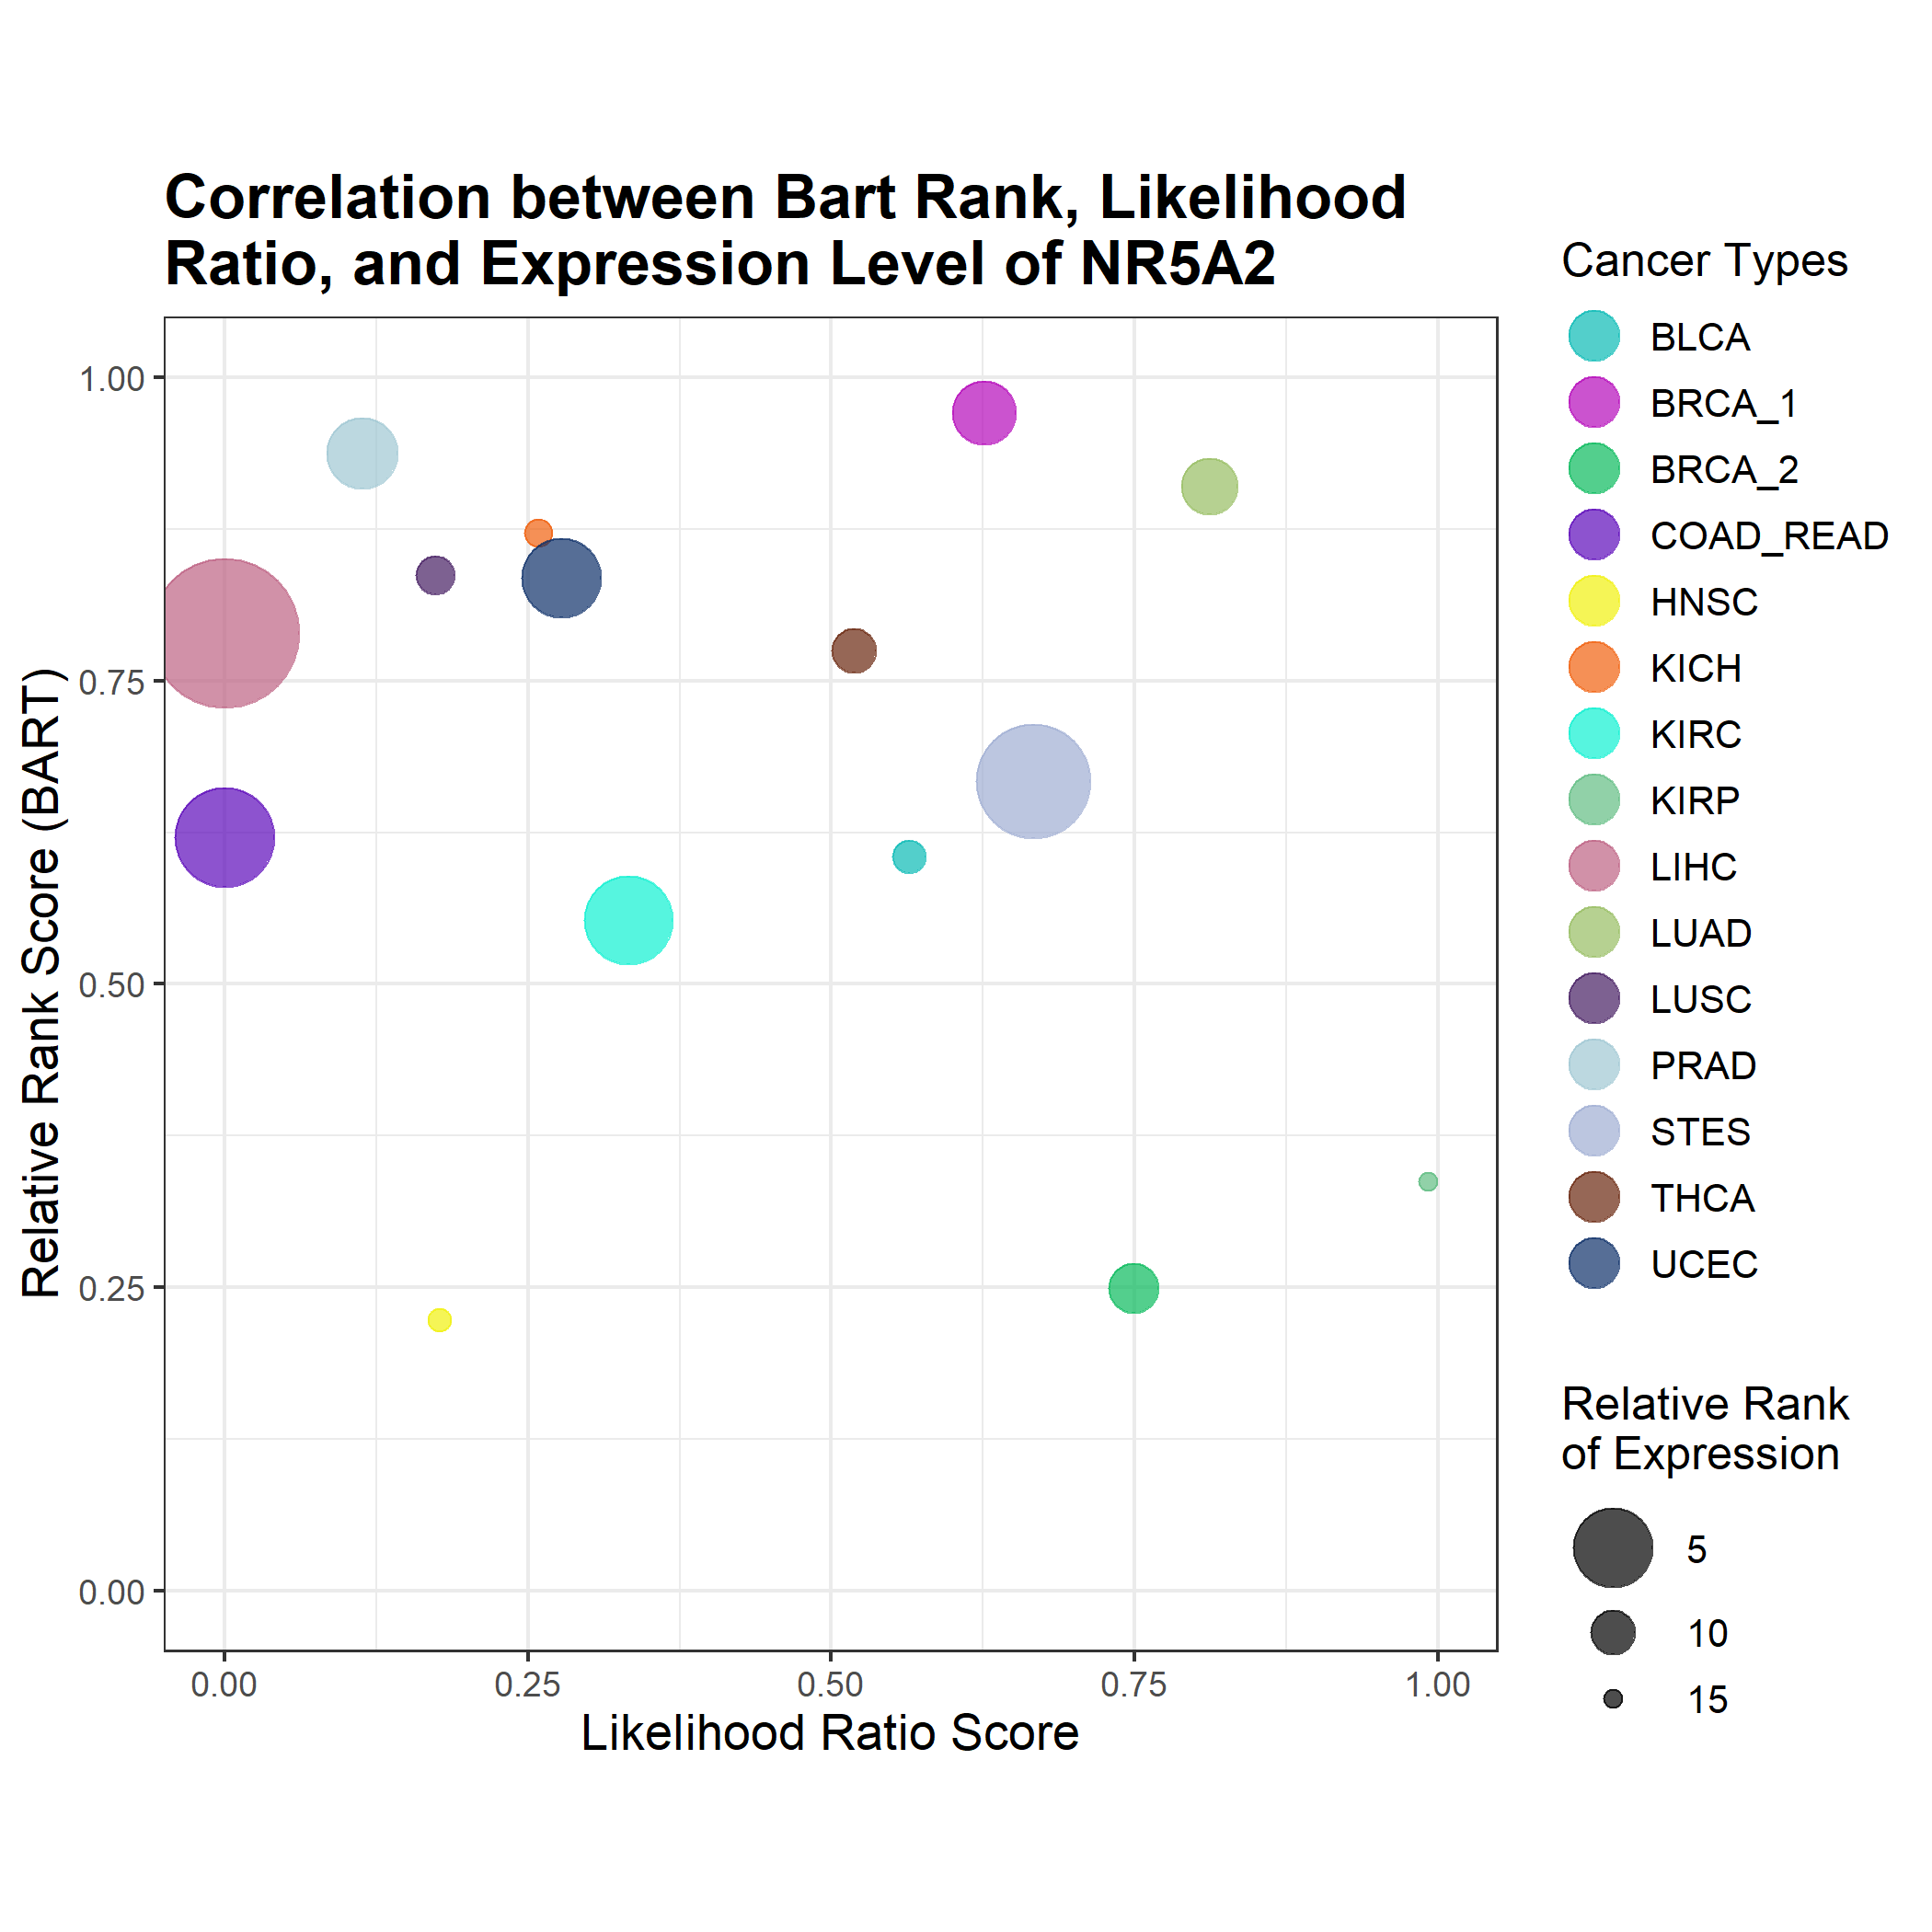 Correlation between Bart Rank, Likelihood
Ratio, and Expression Level of NR5A2
Relative Rank Score (BART)
1.00
0.75
0.50
0.25
0.00
0.00
0.25
0.50
0.75
1.00
Likelihood Ratio Score
Cancer Types
BLCA
BRCA_1
BRCA_2
COAD_READ
HNSC
KICH
KIRC
KIRP
LIHC
LUAD
LUSC
PRAD
STES
THCA
UCEC
Relative Rank
of Expression
5
10
15